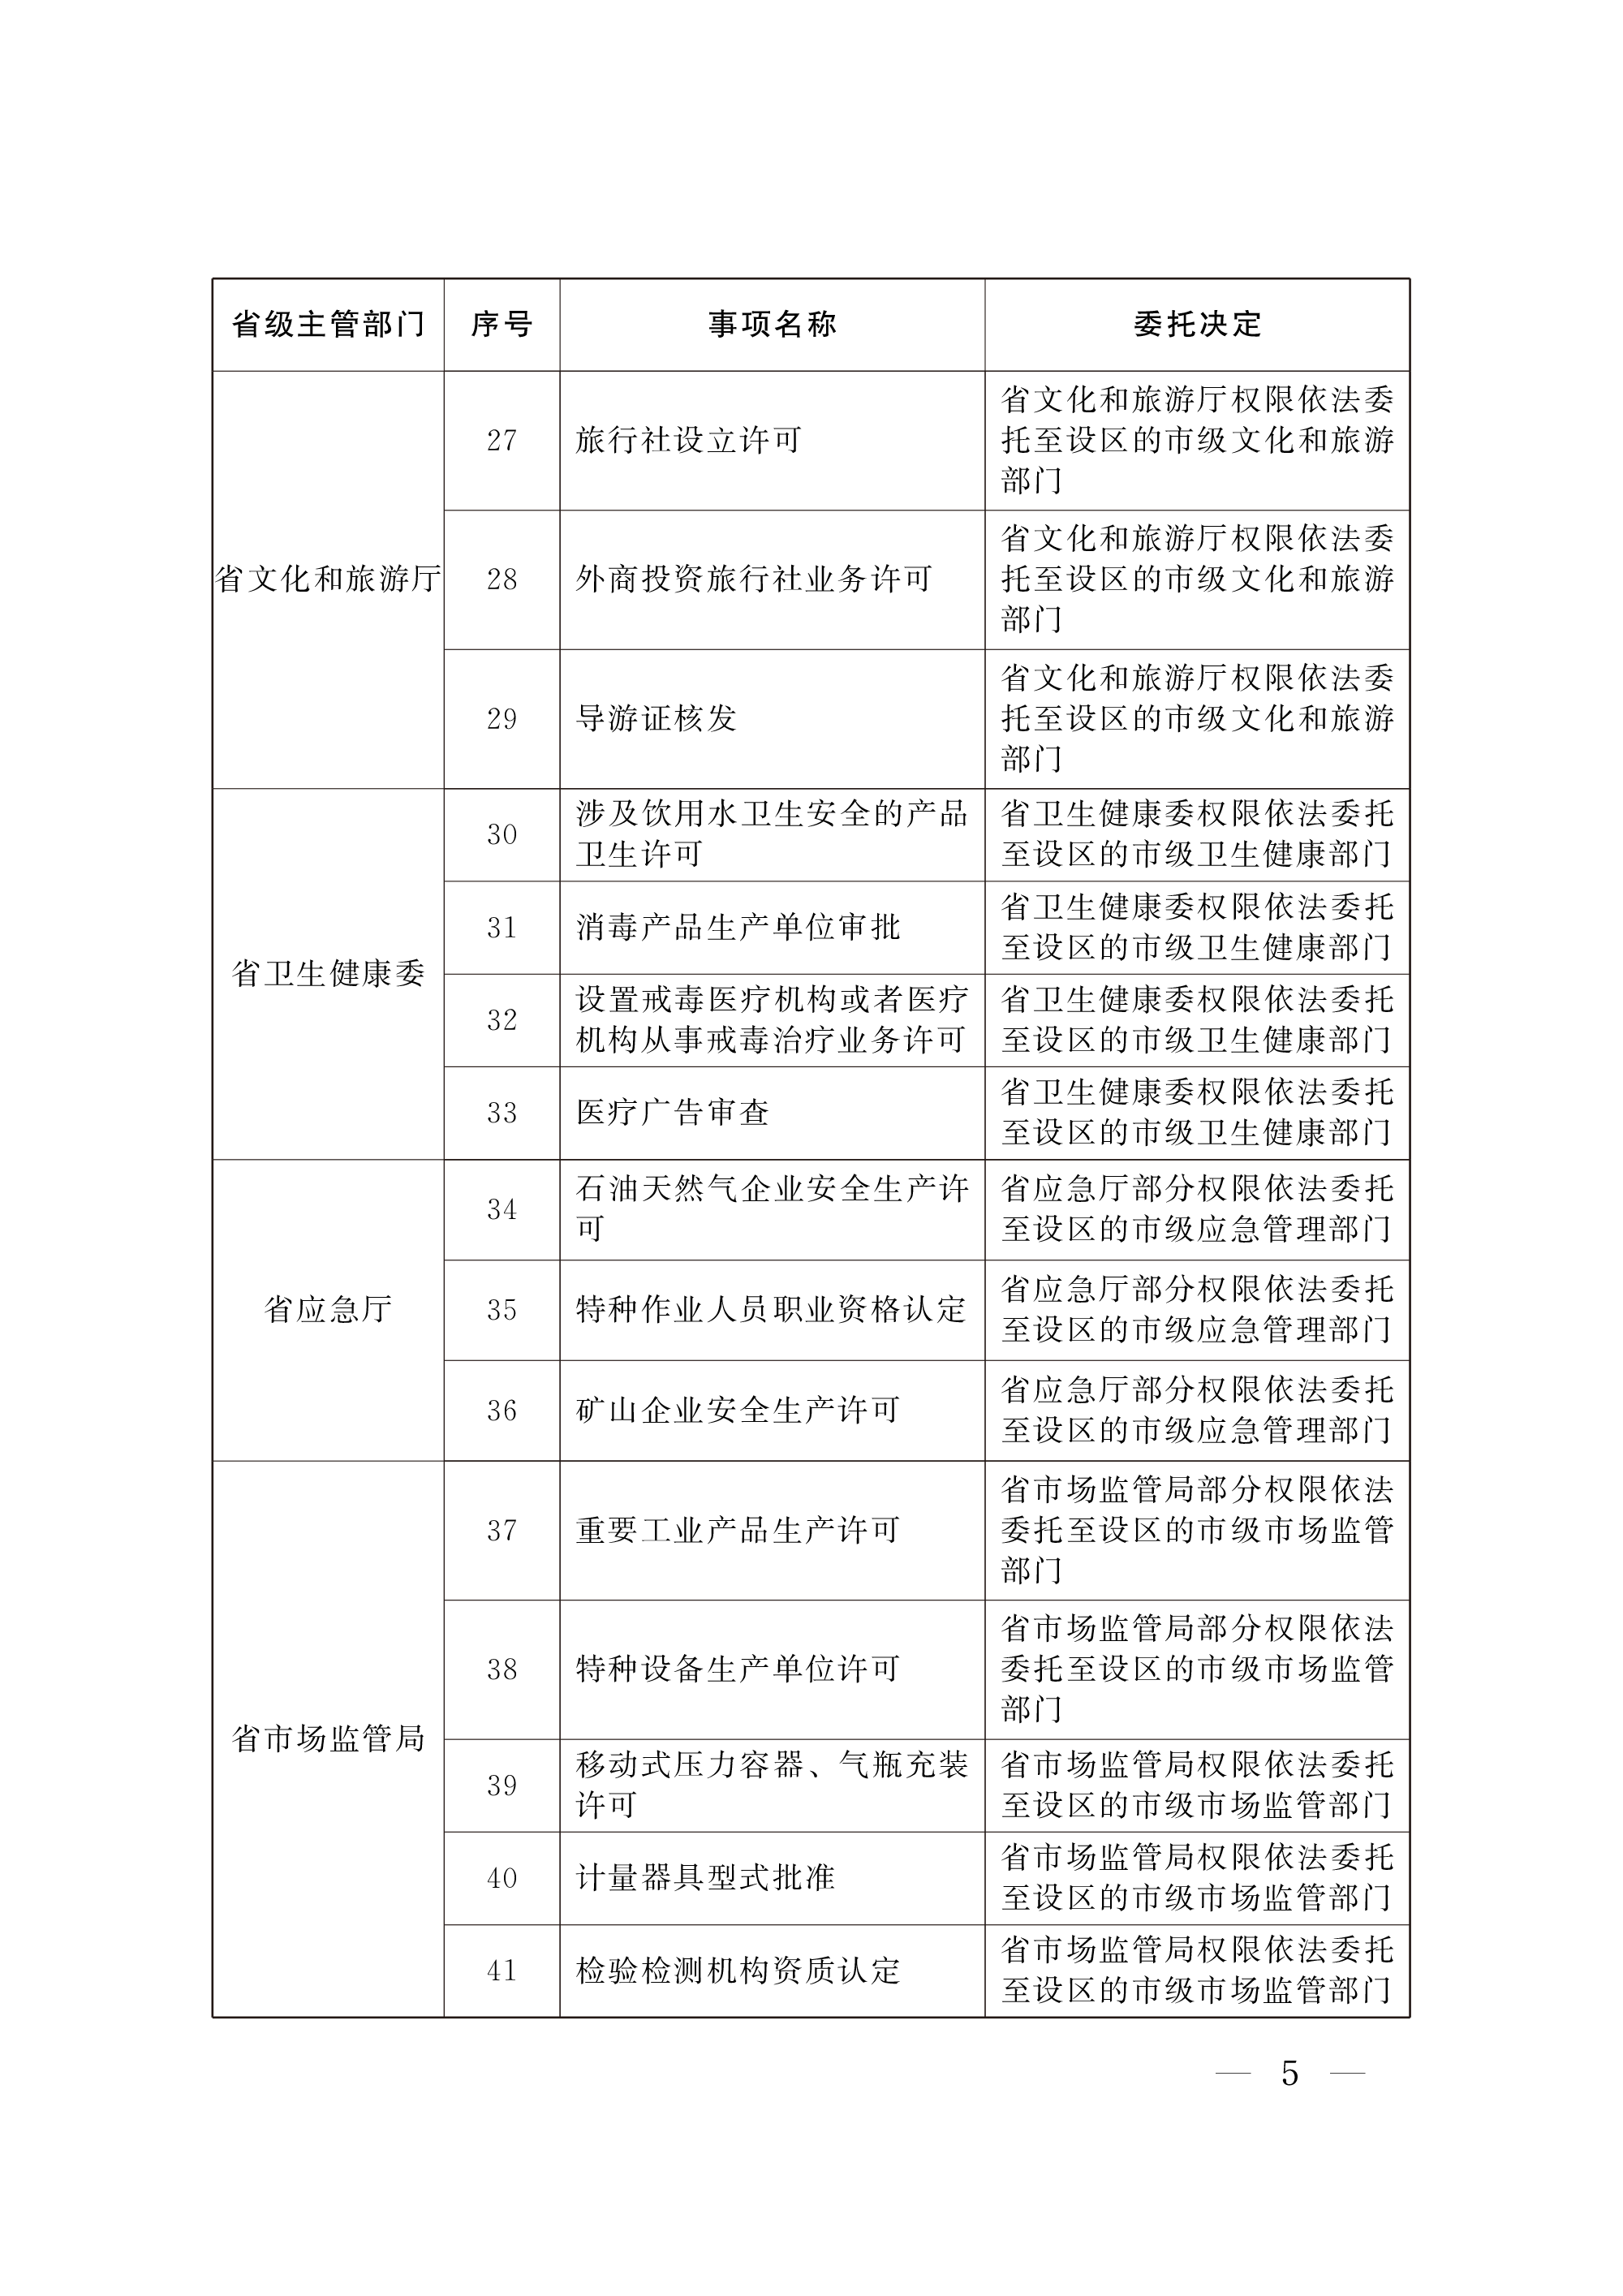 省级主管部门 序号 事项名称 委托决定
省文化和旅游厅
27
旅行社设立许可
省文化和旅游厅权限依法委
托至设区的市级文化和旅游
部门
28
外商投资旅行社业务许可
省文化和旅游厅权限依法委
托至设区的市级文化和旅游
部门
29
导游证核发
省文化和旅游厅权限依法委
托至设区的市级文化和旅游
部门
省卫生健康委
30
涉及饮用水卫生安全的产品
卫生许可
省卫生健康委权限依法委托
至设区的市级卫生健康部门
31
消毒产品生产单位审批
省卫生健康委权限依法委托
至设区的市级卫生健康部门
32
设置戒毒医疗机构或者医疗
机构从事戒毒治疗业务许可
省卫生健康委权限依法委托
至设区的市级卫生健康部门
33
医疗广告审查
省卫生健康委权限依法委托
至设区的市级卫生健康部门
省应急厅
34
石油天然气企业安全生产许
可
省应急厅部分权限依法委托
至设区的市级应急管理部门
35
特种作业人员职业资格认定
省应急厅部分权限依法委托
至设区的市级应急管理部门
36
矿山企业安全生产许可
省应急厅部分权限依法委托
至设区的市级应急管理部门
省市场监管局
37
重要工业产品生产许可
省市场监管局部分权限依法
委托至设区的市级市场监管
部门
38
特种设备生产单位许可
省市场监管局部分权限依法
委托至设区的市级市场监管
部门
39
移动式压力容器、气瓶充装
许可
省市场监管局权限依法委托
至设区的市级市场监管部门
40
计量器具型式批准
省市场监管局权限依法委托
至设区的市级市场监管部门
41
检验检测机构资质认定
省市场监管局权限依法委托
至设区的市级市场监管部门
— 5 —